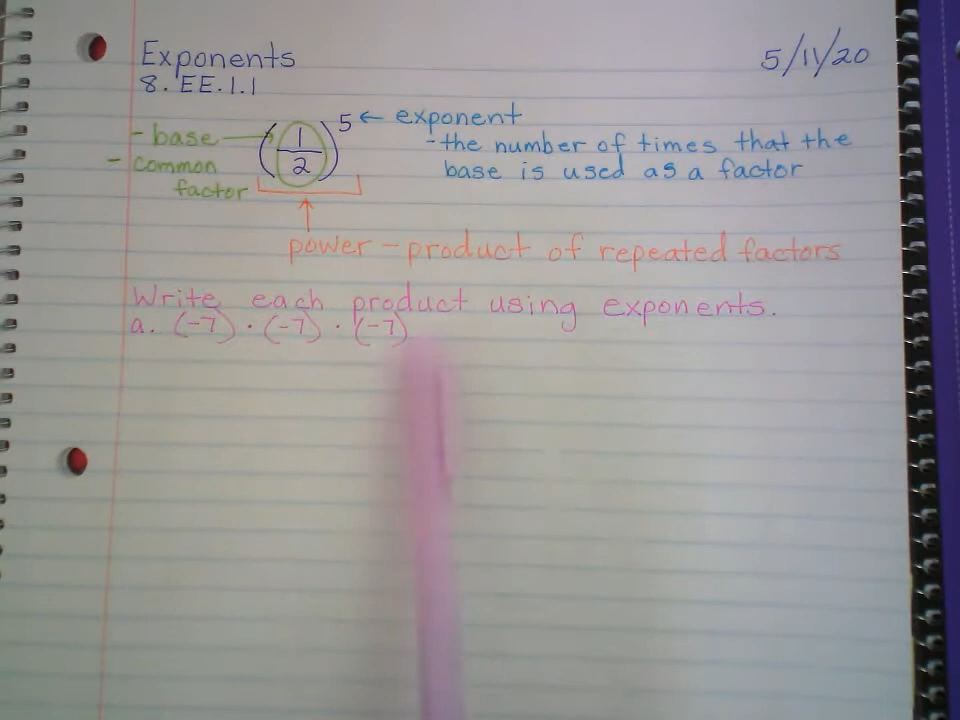 Exponents 5/11/20
8.EE.1.1
- base (1/2)^5 ← exponent
- common factor
- the number of times that the
base is used as a factor
power - product of repeated factors
Write each product using exponents.
a. (-7) · (-7) · (-7)